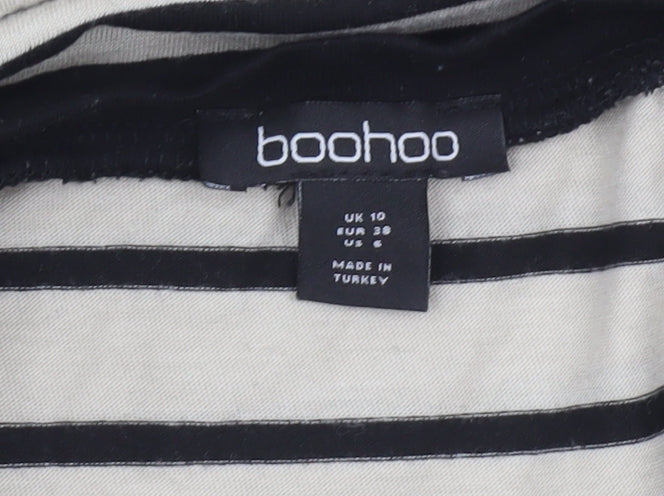 boohoo
UK 10
EUR 38
US 6
MADE IN
TURKEY